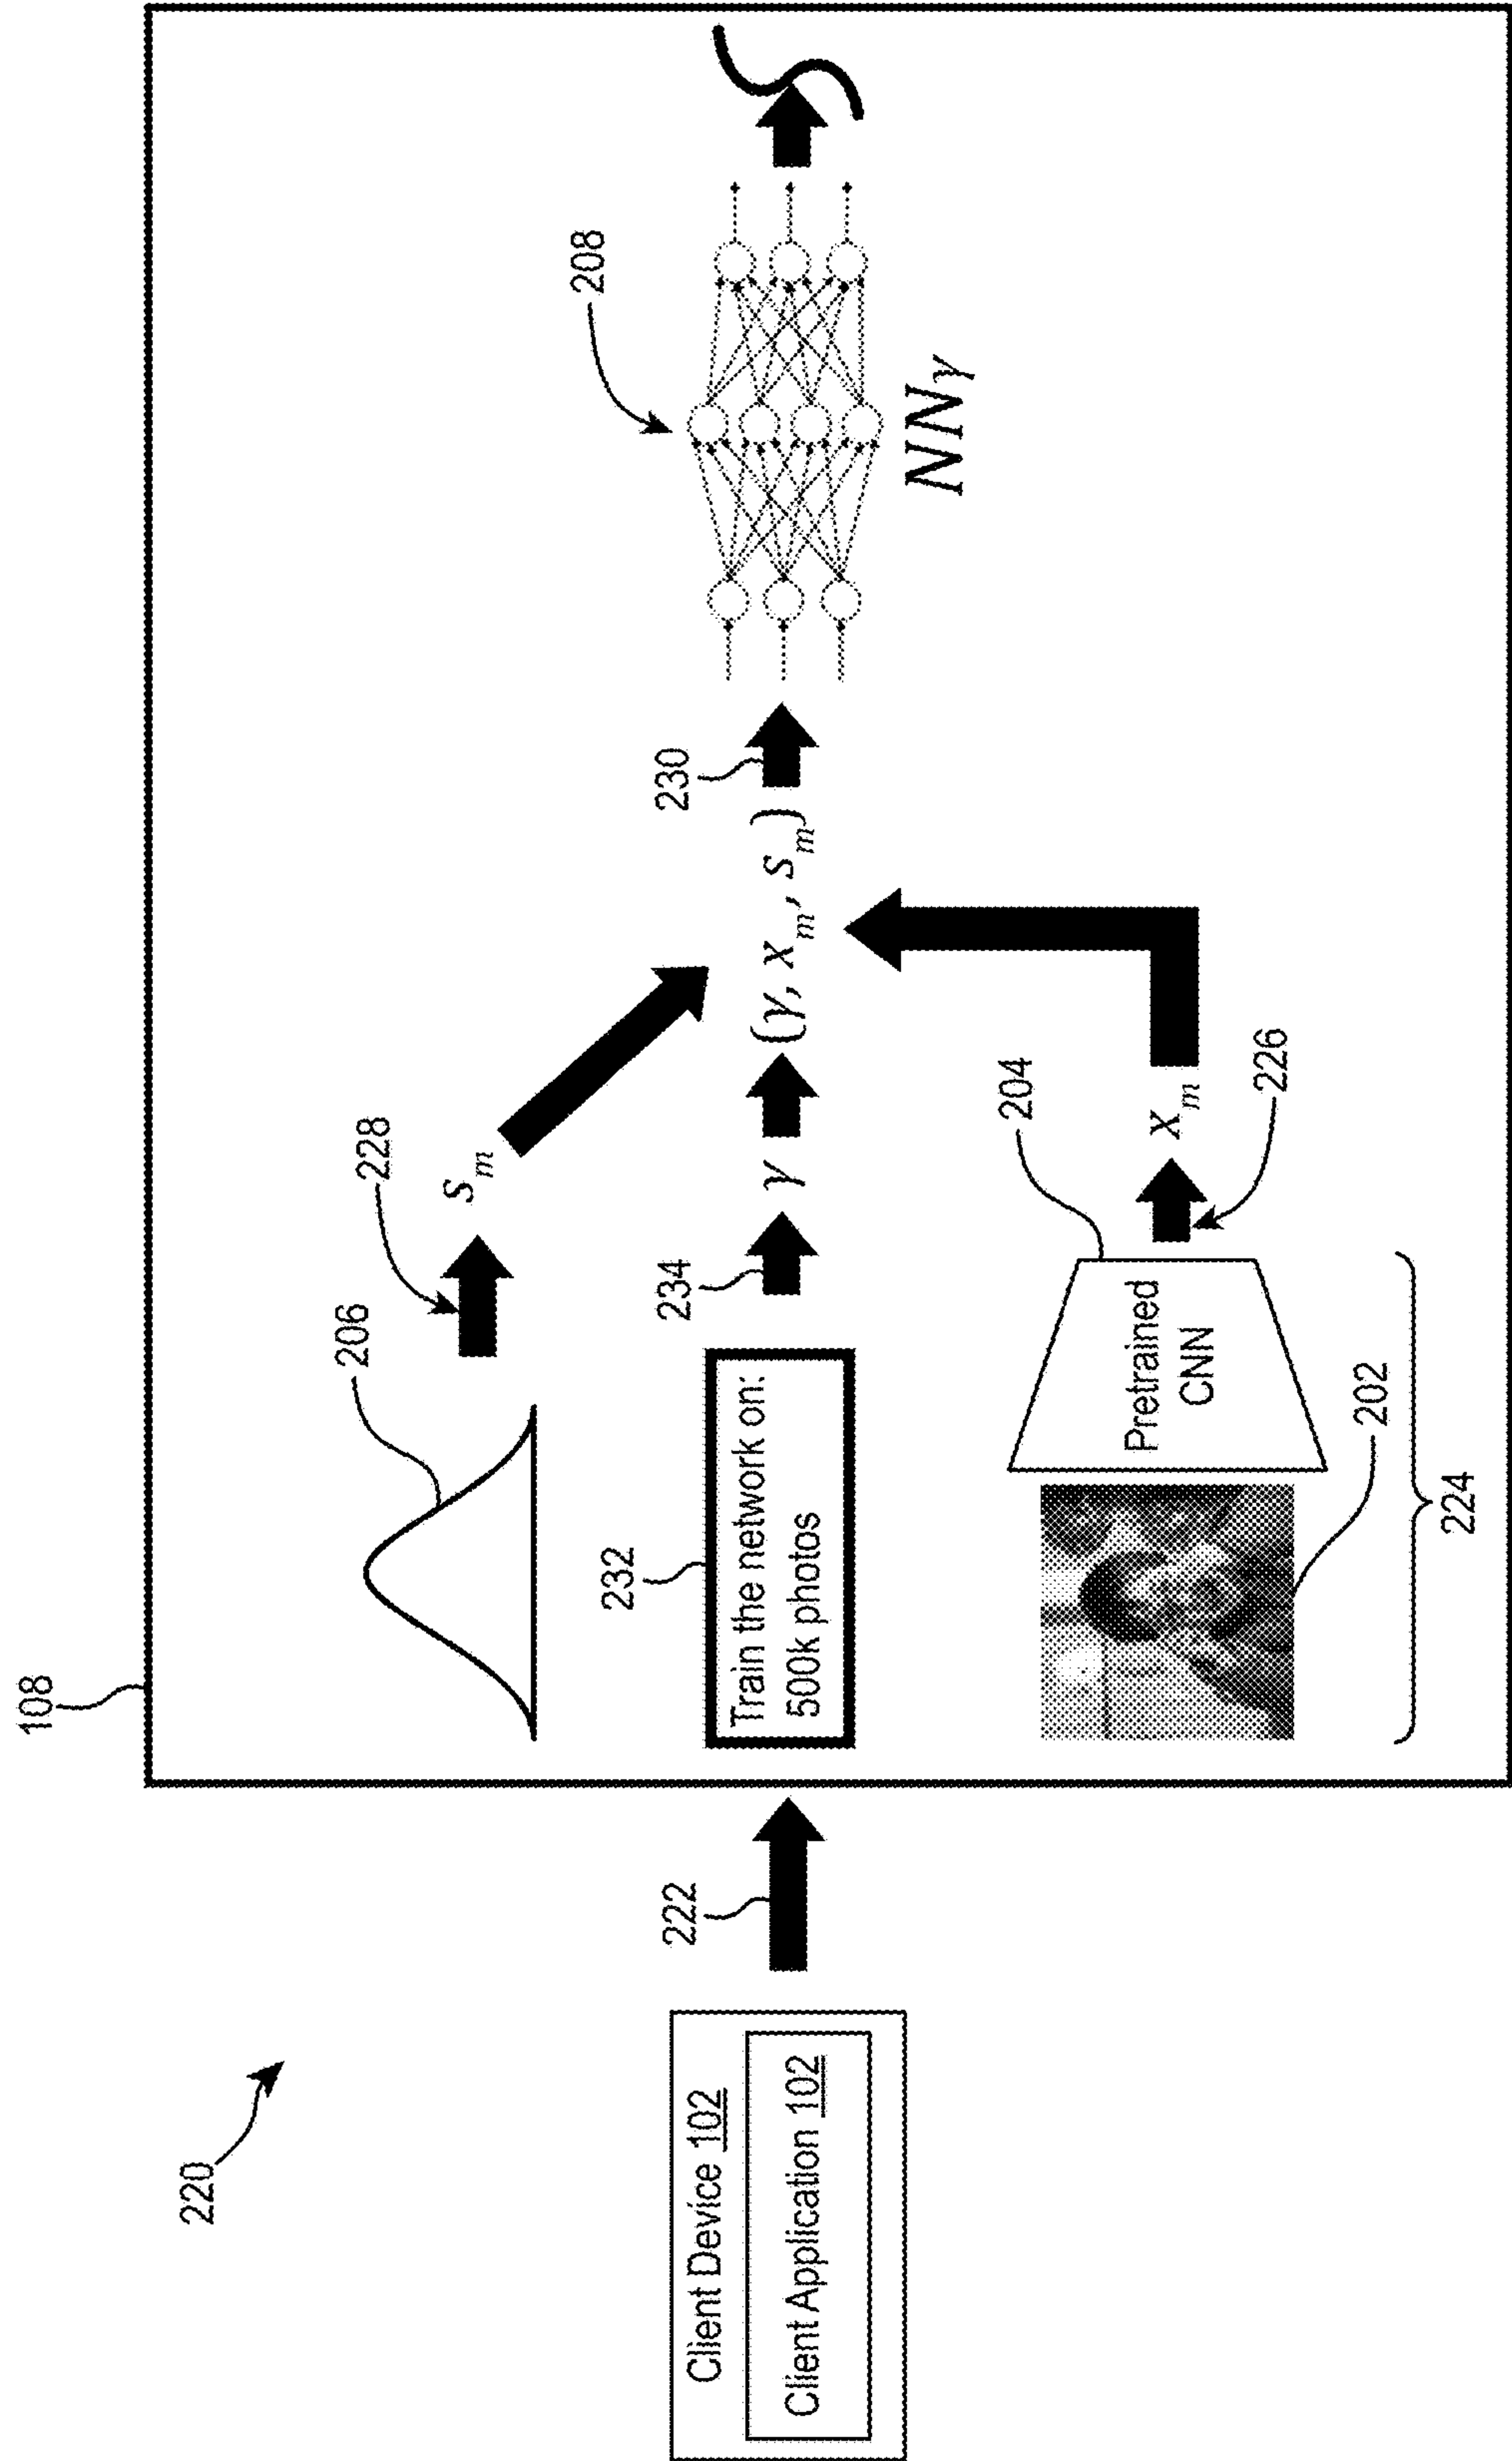 220
Client Device 102
Client Application 102
222
108
206
228
s_m
232
Train the network on:
500k photos
234
γ
(γ, x_m, s_m)
230
208
NN_γ
Pretrained
CNN
204
x_m
226
202
224